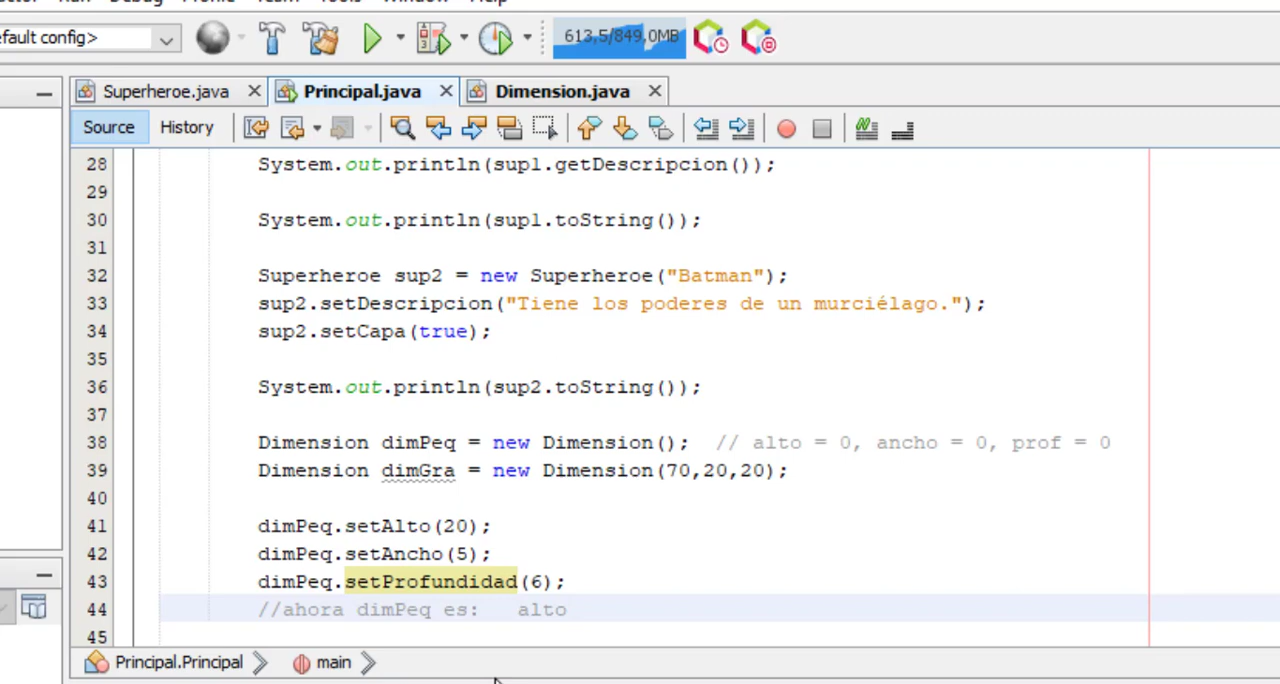 efault config>
613,5/849,0MB
Superheroe.java Principal.java Dimension.java
Source History
28 System.out.println(sup1.getDescripcion());
29
30 System.out.println(sup1.toString());
31
32 Superheroe sup2 = new Superheroe("Batman");
33 sup2.setDescripcion("Tiene los poderes de un murciélago.");
34 sup2.setCapa(true);
35
36 System.out.println(sup2.toString());
37
38 Dimension dimPeq = new Dimension(); // alto = 0, ancho = 0, prof = 0
39 Dimension dimGra = new Dimension(70,20,20);
40
41 dimPeq.setAlto(20);
42 dimPeq.setAncho(5);
43 dimPeq.setProfundidad(6);
44 //ahora dimPeq es: alto
45
Principal.Principal main